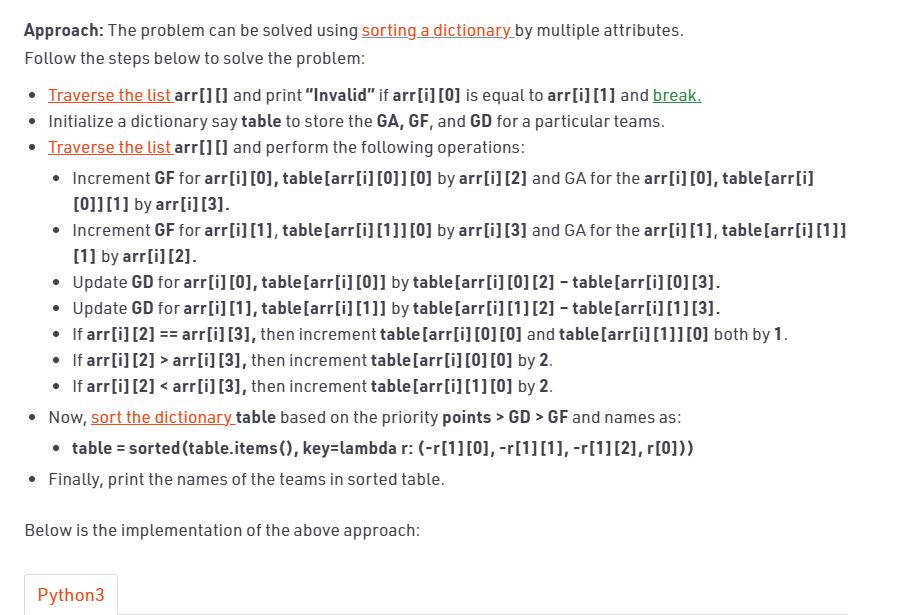 Approach: The problem can be solved using sorting a dictionary by multiple attributes.
Follow the steps below to solve the problem:
• Traverse the list arr[][] and print “Invalid” if arr[i][0] is equal to arr[i][1] and break.
• Initialize a dictionary say table to store the GA, GF, and GD for a particular teams.
• Traverse the list arr[][] and perform the following operations:
• Increment GF for arr[i][0], table[arr[i][0]][0] by arr[i][2] and GA for the arr[i][0], table[arr[i]
[0]][1] by arr[i][3].
• Increment GF for arr[i][1], table[arr[i][1]][0] by arr[i][3] and GA for the arr[i][1], table[arr[i][1]]
[1] by arr[i][2].
• Update GD for arr[i][0], table[arr[i][0]] by table[arr[i][0][2] – table[arr[i][0][3].
• Update GD for arr[i][1], table[arr[i][1]] by table[arr[i][1][2] – table[arr[i][1][3].
• If arr[i][2] == arr[i][3], then increment table[arr[i][0][0] and table[arr[i][1]][0] both by 1.
• If arr[i][2] > arr[i][3], then increment table[arr[i][0][0] by 2.
• If arr[i][2] < arr[i][3], then increment table[arr[i][1][0] by 2.
• Now, sort the dictionary table based on the priority points > GD > GF and names as:
• table = sorted(table.items(), key=lambda r: (-r[1][0], -r[1][1], -r[1][2], r[0]))
• Finally, print the names of the teams in sorted table.
Below is the implementation of the above approach:
Python3